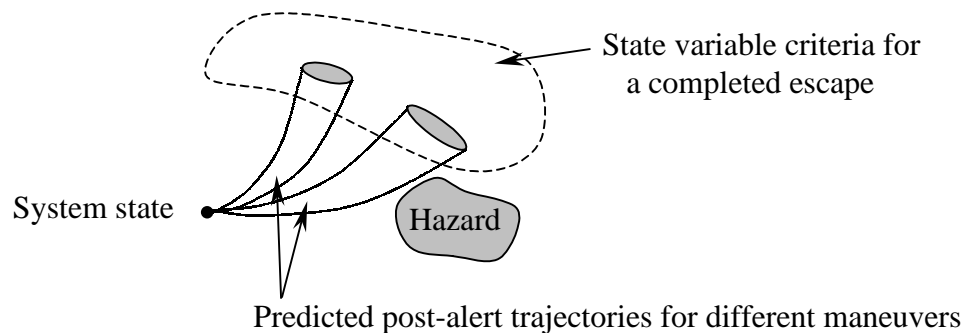 State variable criteria for
a completed escape
System state
Hazard
Predicted post-alert trajectories for different maneuvers